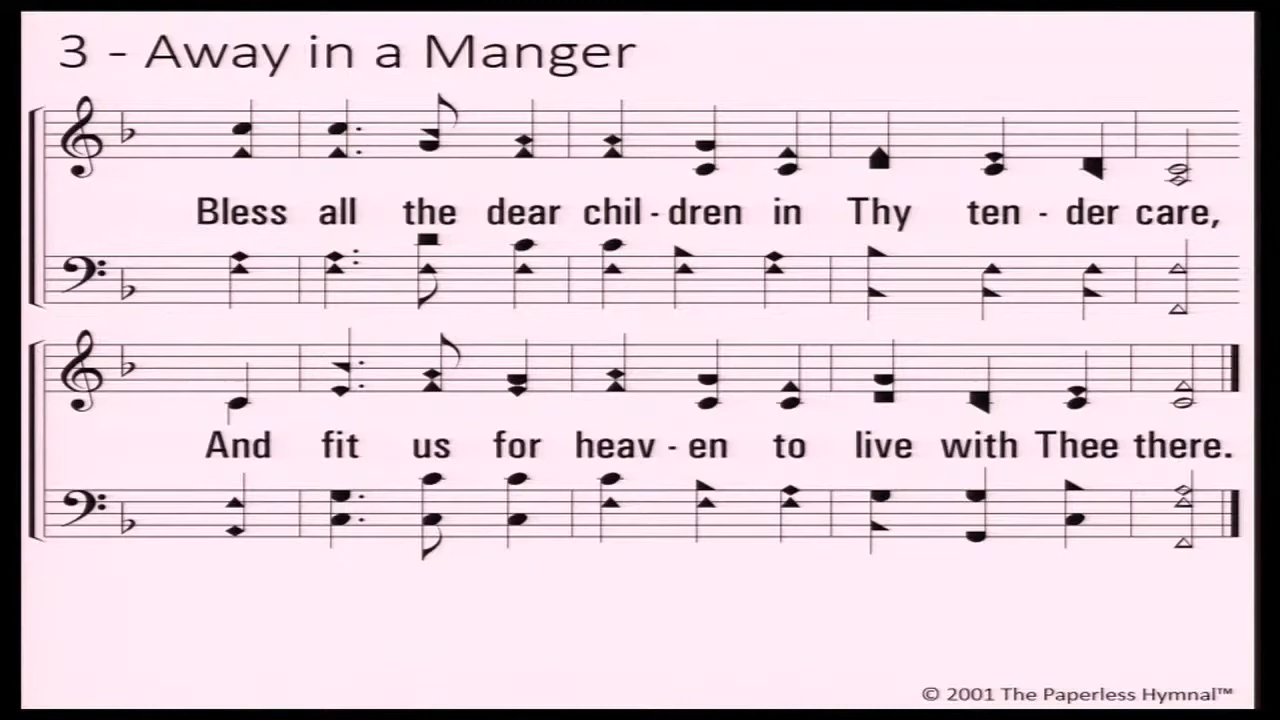 3 - Away in a Manger
Bless all the dear chil - dren in Thy ten - der care,
And fit us for heav - en to live with Thee there.
© 2001 The Paperless Hymnal™